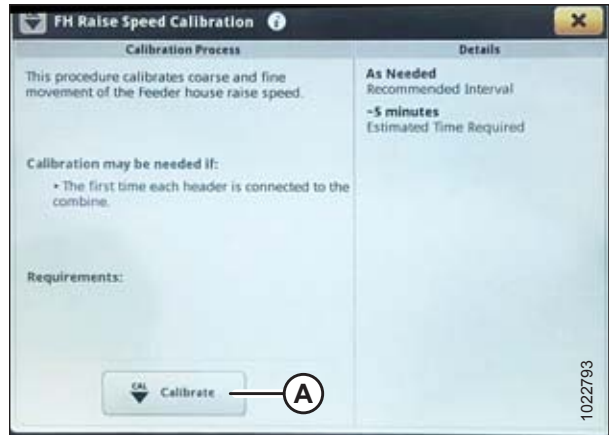 FH Raise Speed Calibration i
Calibration Process
Details
This procedure calibrates coarse and fine
movement of the Feeder house raise speed.
Calibration may be needed if:
• The first time each header is connected to the
combine.
Requirements:
CAL Calibrate
A
As Needed
Recommended Interval
~5 minutes
Estimated Time Required
1022793